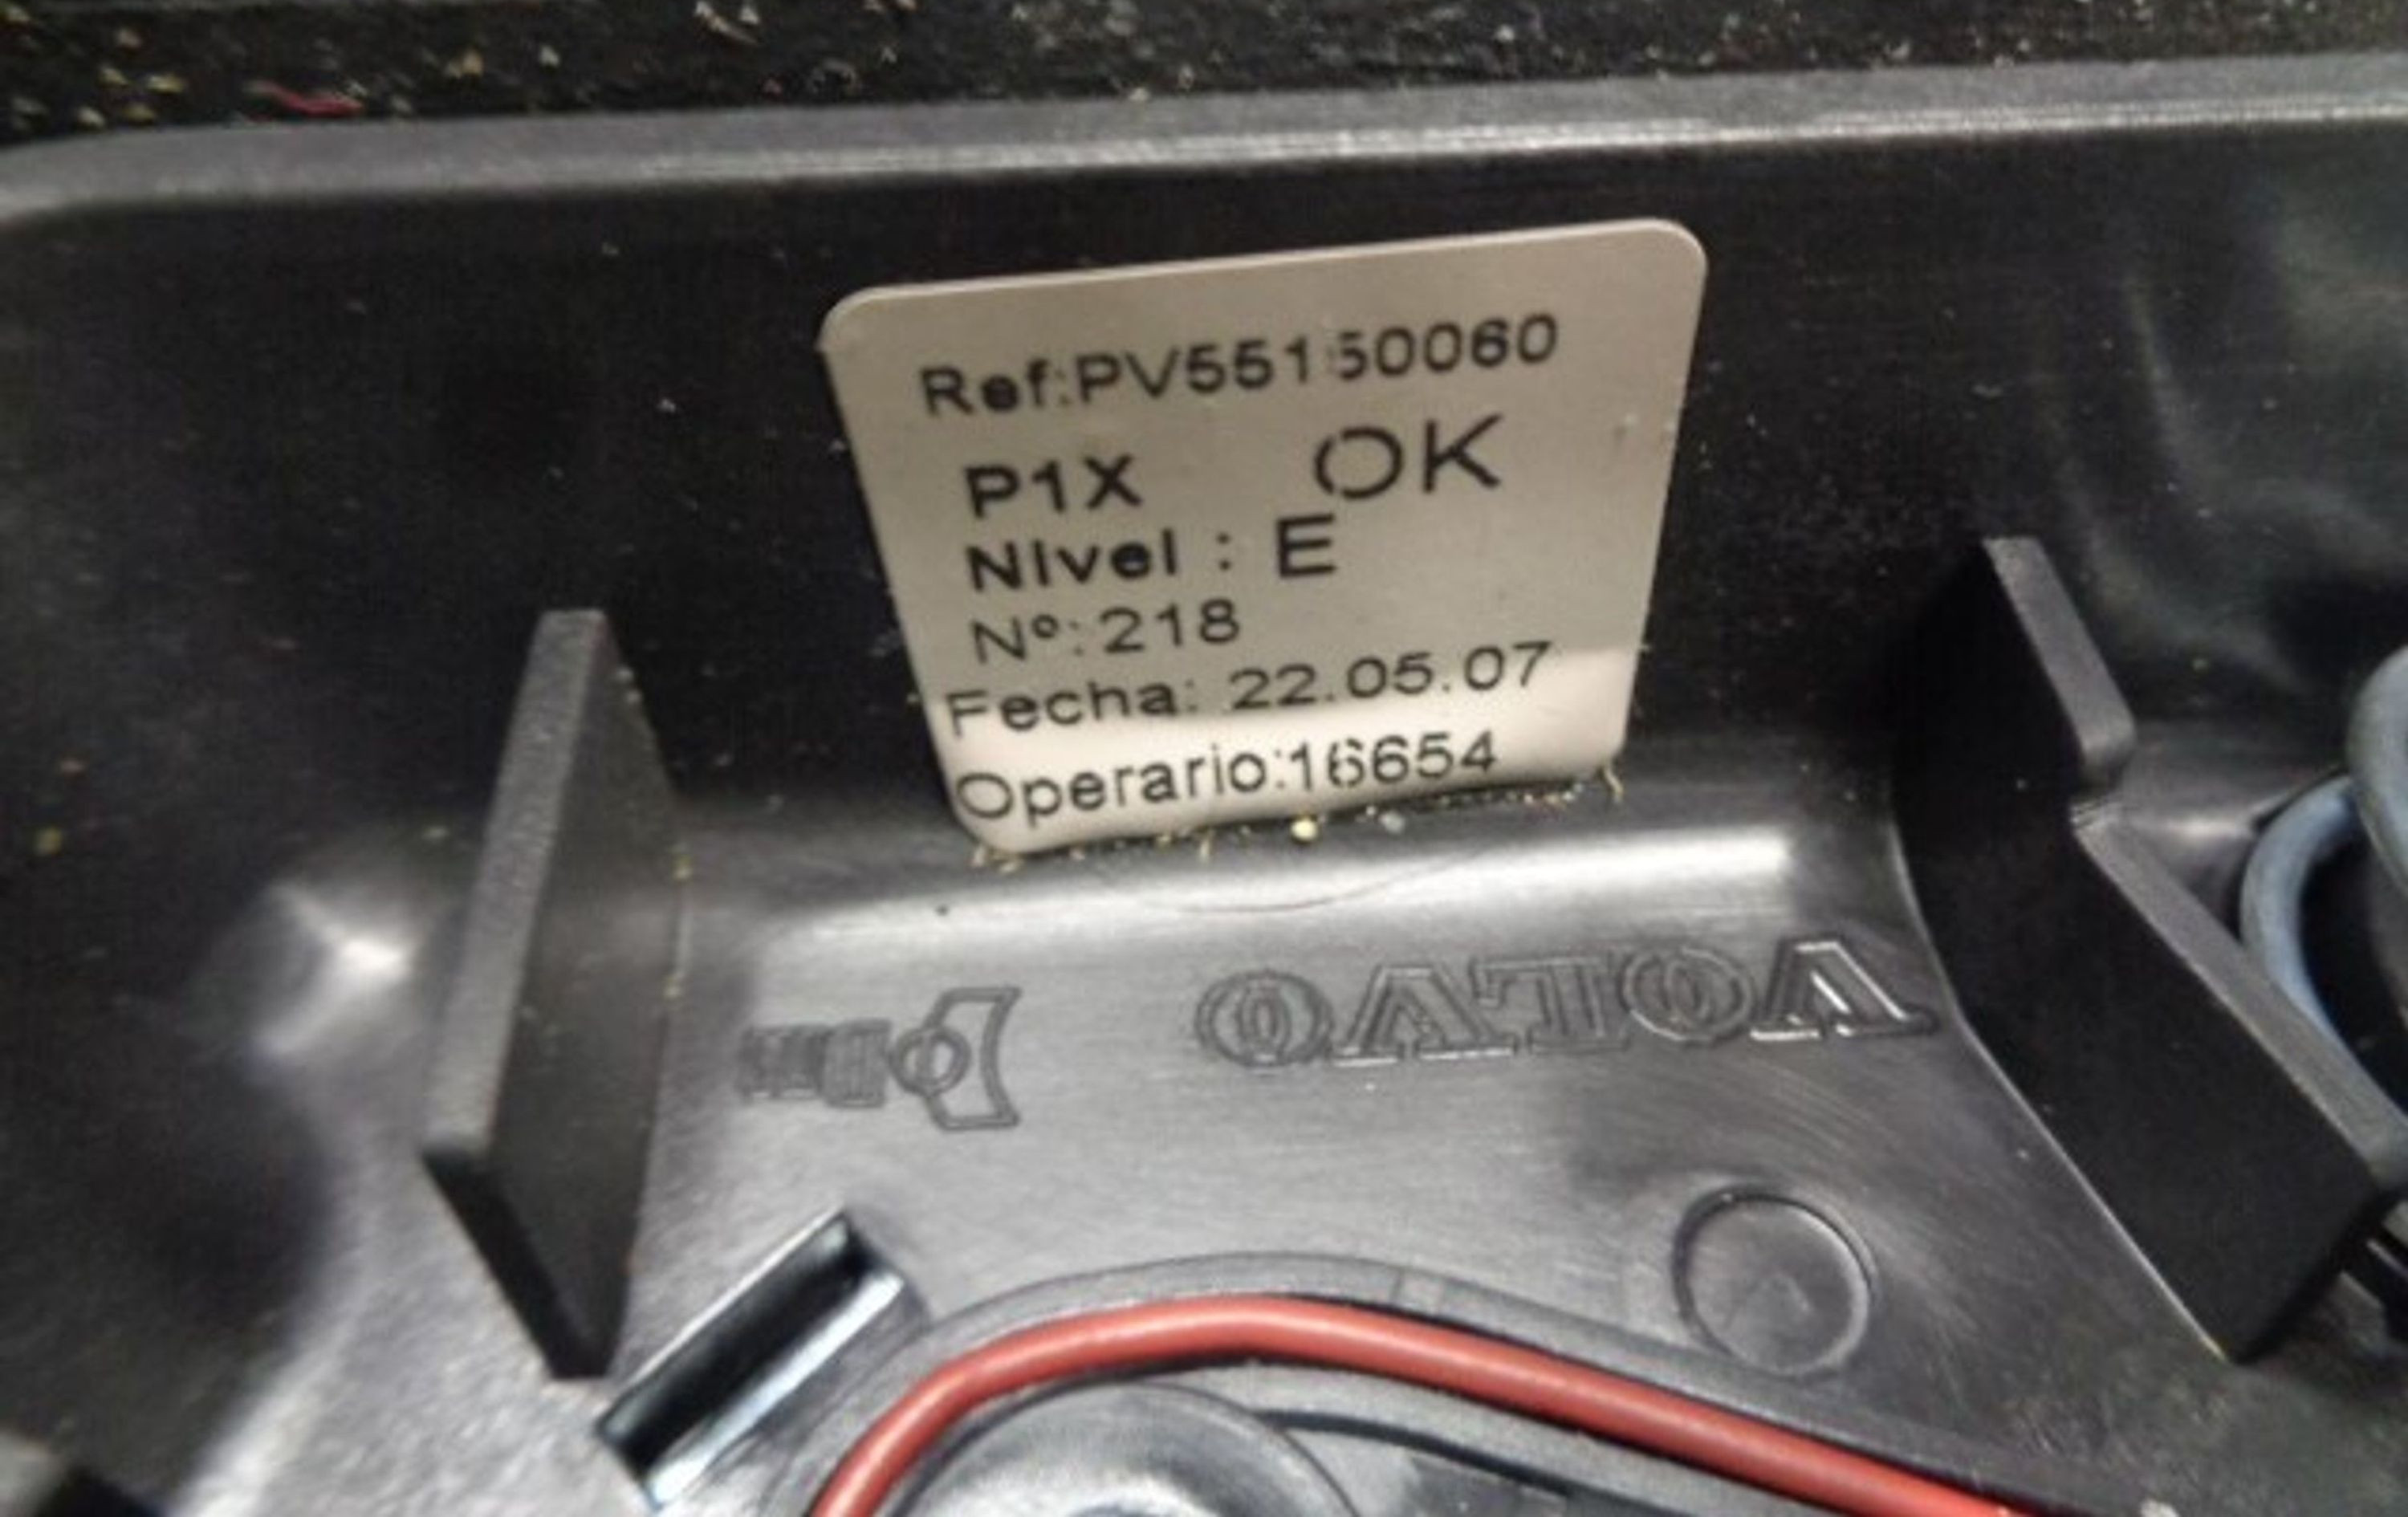 Ref:PV55150060
P1X OK
Nivel : E
Nº:218
Fecha: 22.05.07
Operario:16654
VOLVO